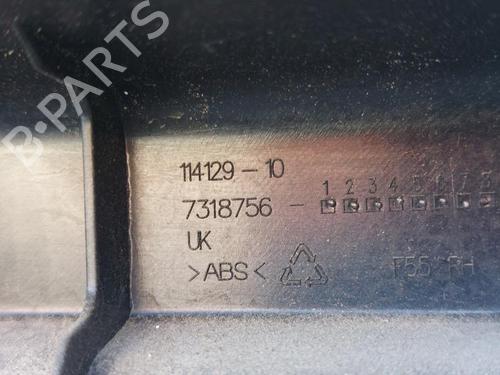 B-PARTS
114129-10
1 2 3 4 5 6 7 8
7318756-
UK
>ABS< F55 RH